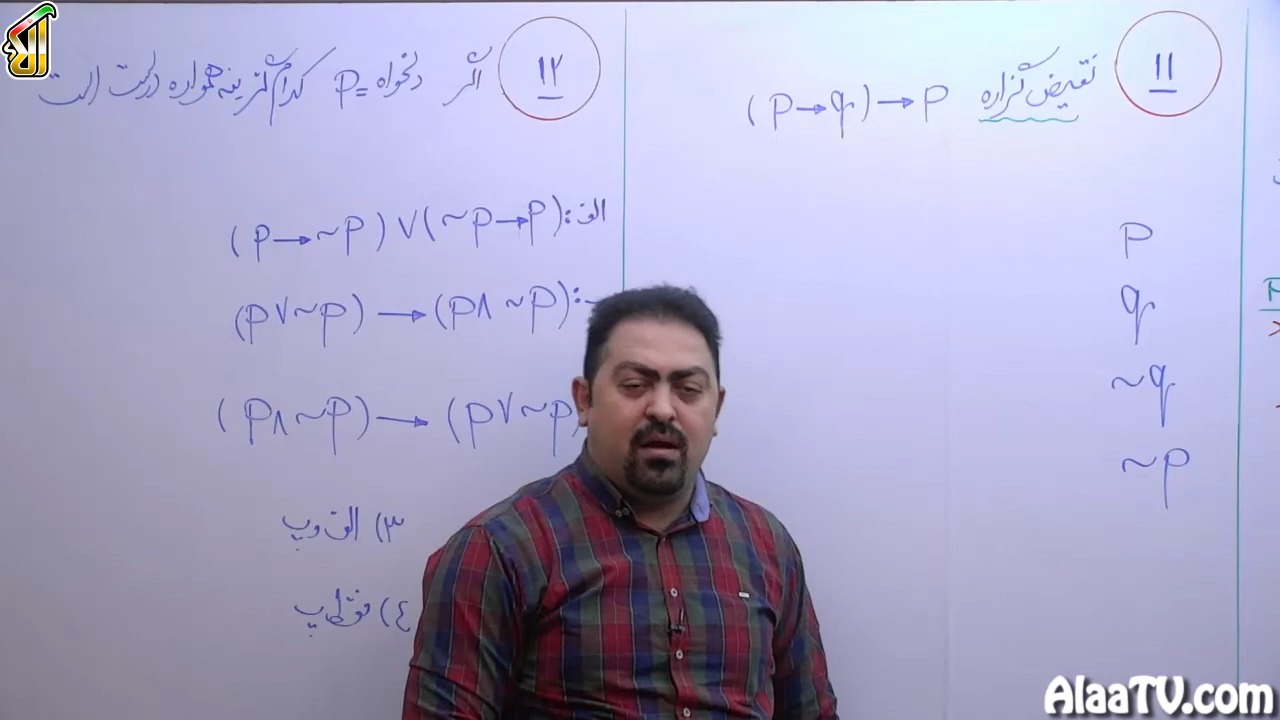 ۱۱
نقیض گزاره (p → q) → p
p
q
~q
~p
۱۲
اگر p = دلخواه کدام گزینه همواره درست است
الف: (p → ~p) ∨ (~p → p)
: (p ∨ ~p) → (p ∧ ~p)
(p ∧ ~p) → (p ∨ ~p)
۳) الف و پ
۴) فقط پ
AlaaTV.com